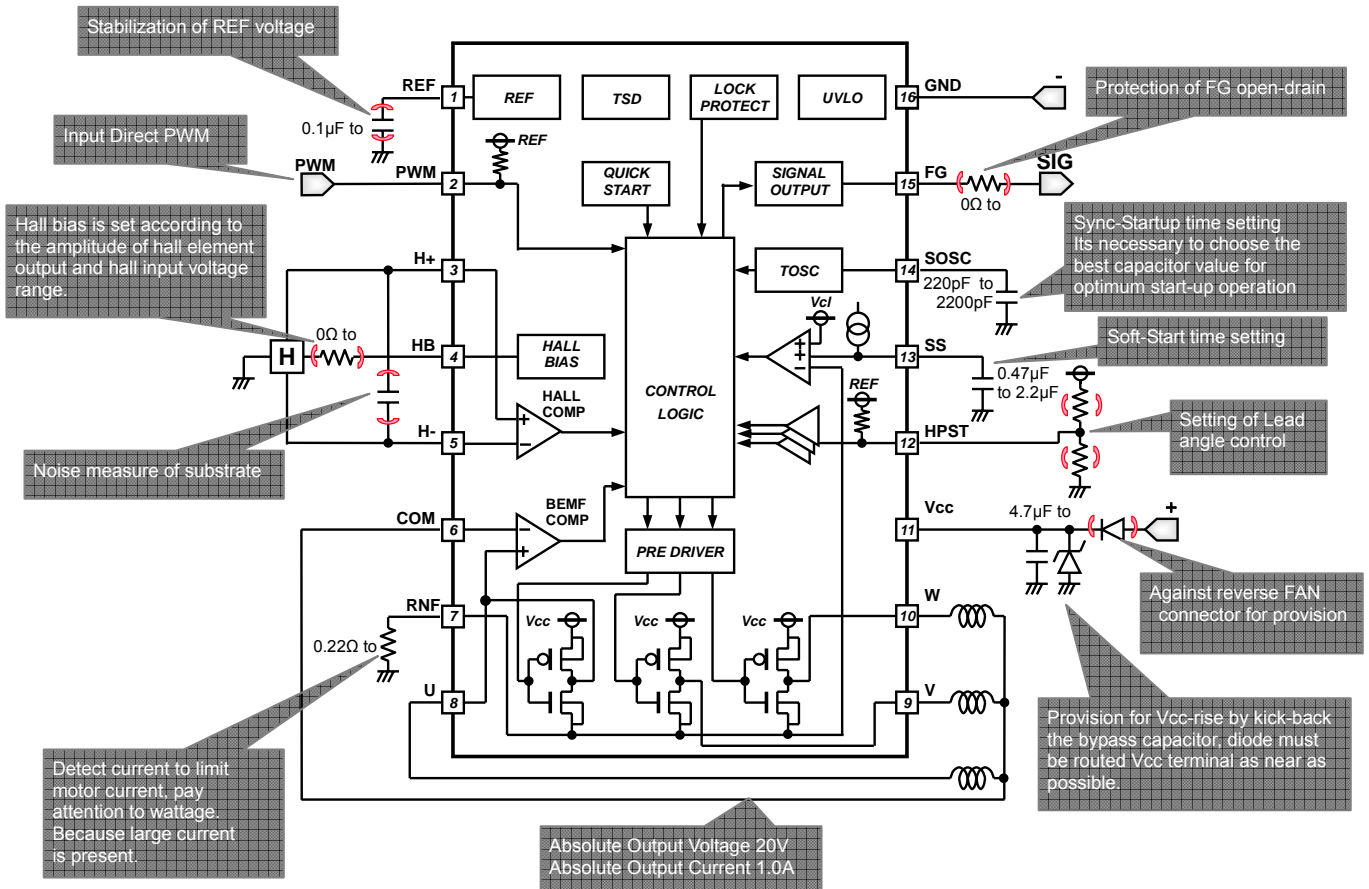 Stabilization of REF voltage
REF
1
REF
TSD
LOCK
PROTECT
UVLO
16
GND
-
Protection of FG open-drain
0.1µF to
Input Direct PWM
PWM
PWM
2
REF
QUICK
START
SIGNAL
OUTPUT
15
FG
SIG
0Ω to
Hall bias is set according to
the amplitude of hall element
output and hall input voltage
range.
H+
3
TOSC
14
SOSC
220pF to
2200pF
Sync-Startup time setting
Its necessary to choose the
best capacitor value for
optimum start-up operation
0Ω to
H
HB
4
HALL
BIAS
Vcl
13
SS
0.47µF
to 2.2µF
Soft-Start time setting
CONTROL
LOGIC
HALL
COMP
REF
H-
5
12
HPST
Setting of Lead
angle control
Noise measure of substrate
COM
6
BEMF
COMP
Vcc
11
4.7µF to
+
PRE DRIVER
Against reverse FAN
connector for provision
RNF
7
Vcc
Vcc
Vcc
W
10
0.22Ω to
U
8
V
9
Provision for Vcc-rise by kick-back
the bypass capacitor, diode must
be routed Vcc terminal as near as
possible.
Detect current to limit
motor current, pay
attention to wattage.
Because large current
is present.
Absolute Output Voltage 20V
Absolute Output Current 1.0A